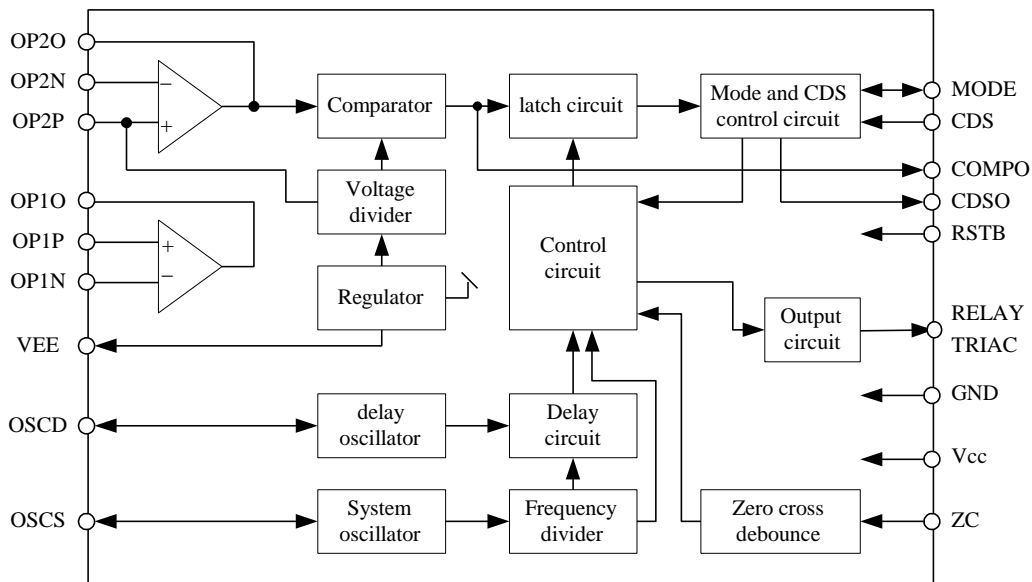 OP2O
OP2N
OP2P
OP1O
OP1P
OP1N
VEE
OSCD
OSCS
−
+
+
−
Comparator
Voltage
divider
Regulator
delay
oscillator
System
oscillator
latch circuit
Control
circuit
Delay
circuit
Frequency
divider
Mode and CDS
control circuit
Output
circuit
Zero cross
debounce
MODE
CDS
COMPO
CDSO
RSTB
RELAY
TRIAC
GND
Vcc
ZC